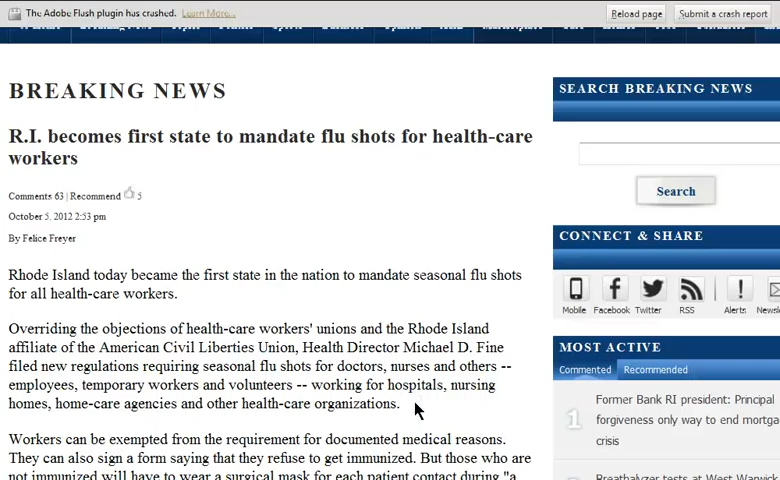 The Adobe Flash plugin has crashed. Learn More...
Reload page
Submit a crash report
BREAKING NEWS
R.I. becomes first state to mandate flu shots for health-care
workers
Comments 63 | Recommend 5
October 5, 2012 2:53 pm
By Felice Freyer
Rhode Island today became the first state in the nation to mandate seasonal flu shots
for all health-care workers.
Overriding the objections of health-care workers' unions and the Rhode Island
affiliate of the American Civil Liberties Union, Health Director Michael D. Fine
filed new regulations requiring seasonal flu shots for doctors, nurses and others --
employees, temporary workers and volunteers -- working for hospitals, nursing
homes, home-care agencies and other health-care organizations.
Workers can be exempted from the requirement for documented medical reasons.
They can also sign a form saying that they refuse to get immunized. But those who are
not immunized will have to wear a surgical mask for each patient contact during "a
SEARCH BREAKING NEWS
Search
CONNECT & SHARE
Mobile Facebook Twitter RSS Alerts Newsl
MOST ACTIVE
Commented Recommended
1
Former Bank RI president: Principal
forgiveness only way to end mortga
crisis
Breathalyzer tests at West Warwick